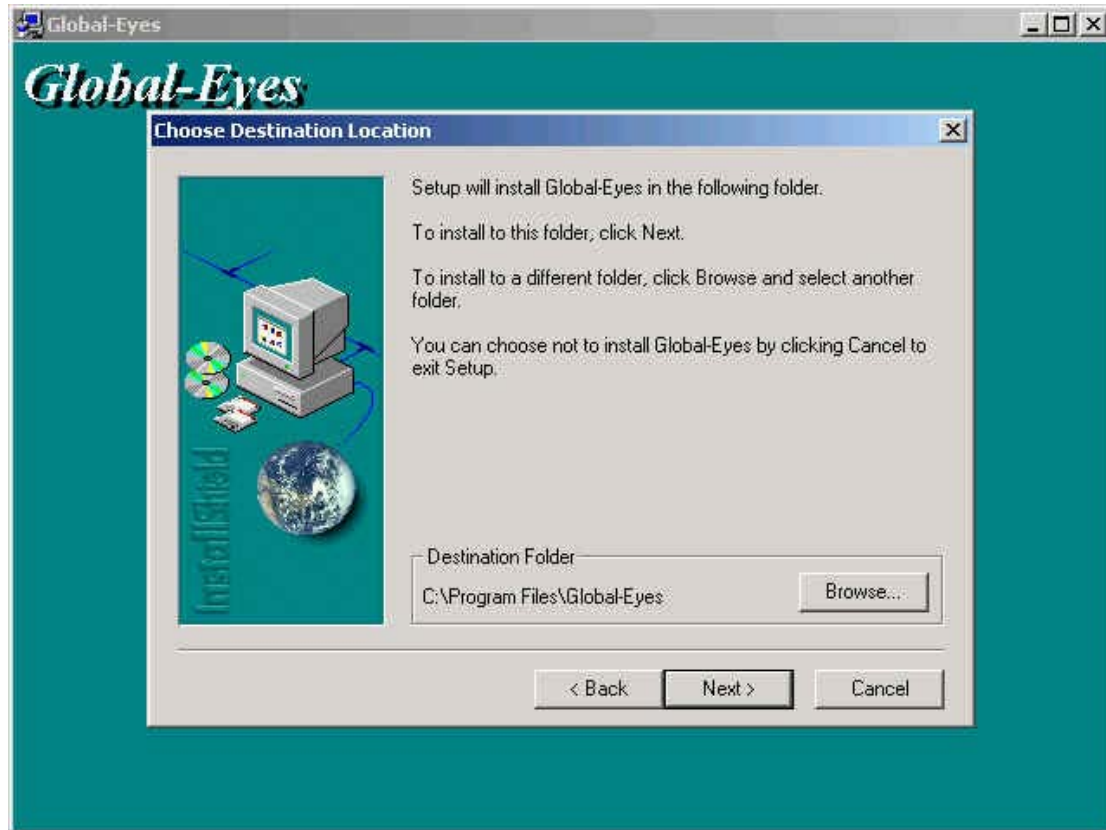 Global-Eyes
Global-Eyes
Choose Destination Location
Setup will install Global-Eyes in the following folder.
To install to this folder, click Next.
To install to a different folder, click Browse and select another
folder.
You can choose not to install Global-Eyes by clicking Cancel to
exit Setup.
InstallShield
Destination Folder
C:\Program Files\Global-Eyes
Browse...
< Back
Next >
Cancel